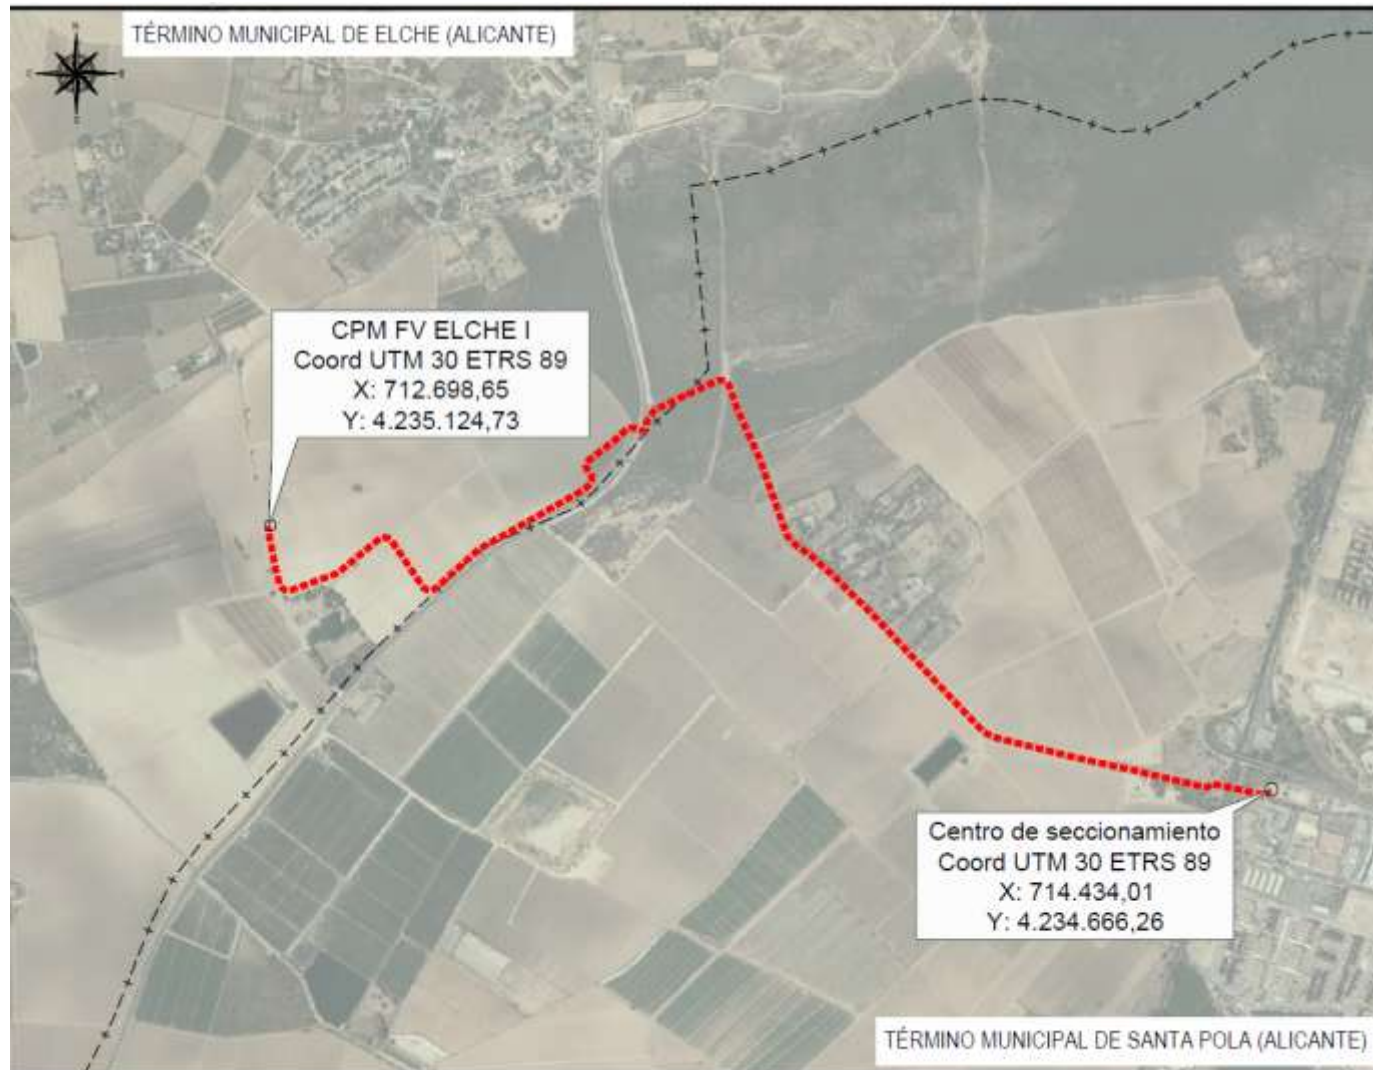 TÉRMINO MUNICIPAL DE ELCHE (ALICANTE)
CPM FV ELCHE I
Coord UTM 30 ETRS 89
X: 712.698,65
Y: 4.235.124,73
Centro de seccionamiento
Coord UTM 30 ETRS 89
X: 714.434,01
Y: 4.234.666,26
TÉRMINO MUNICIPAL DE SANTA POLA (ALICANTE)